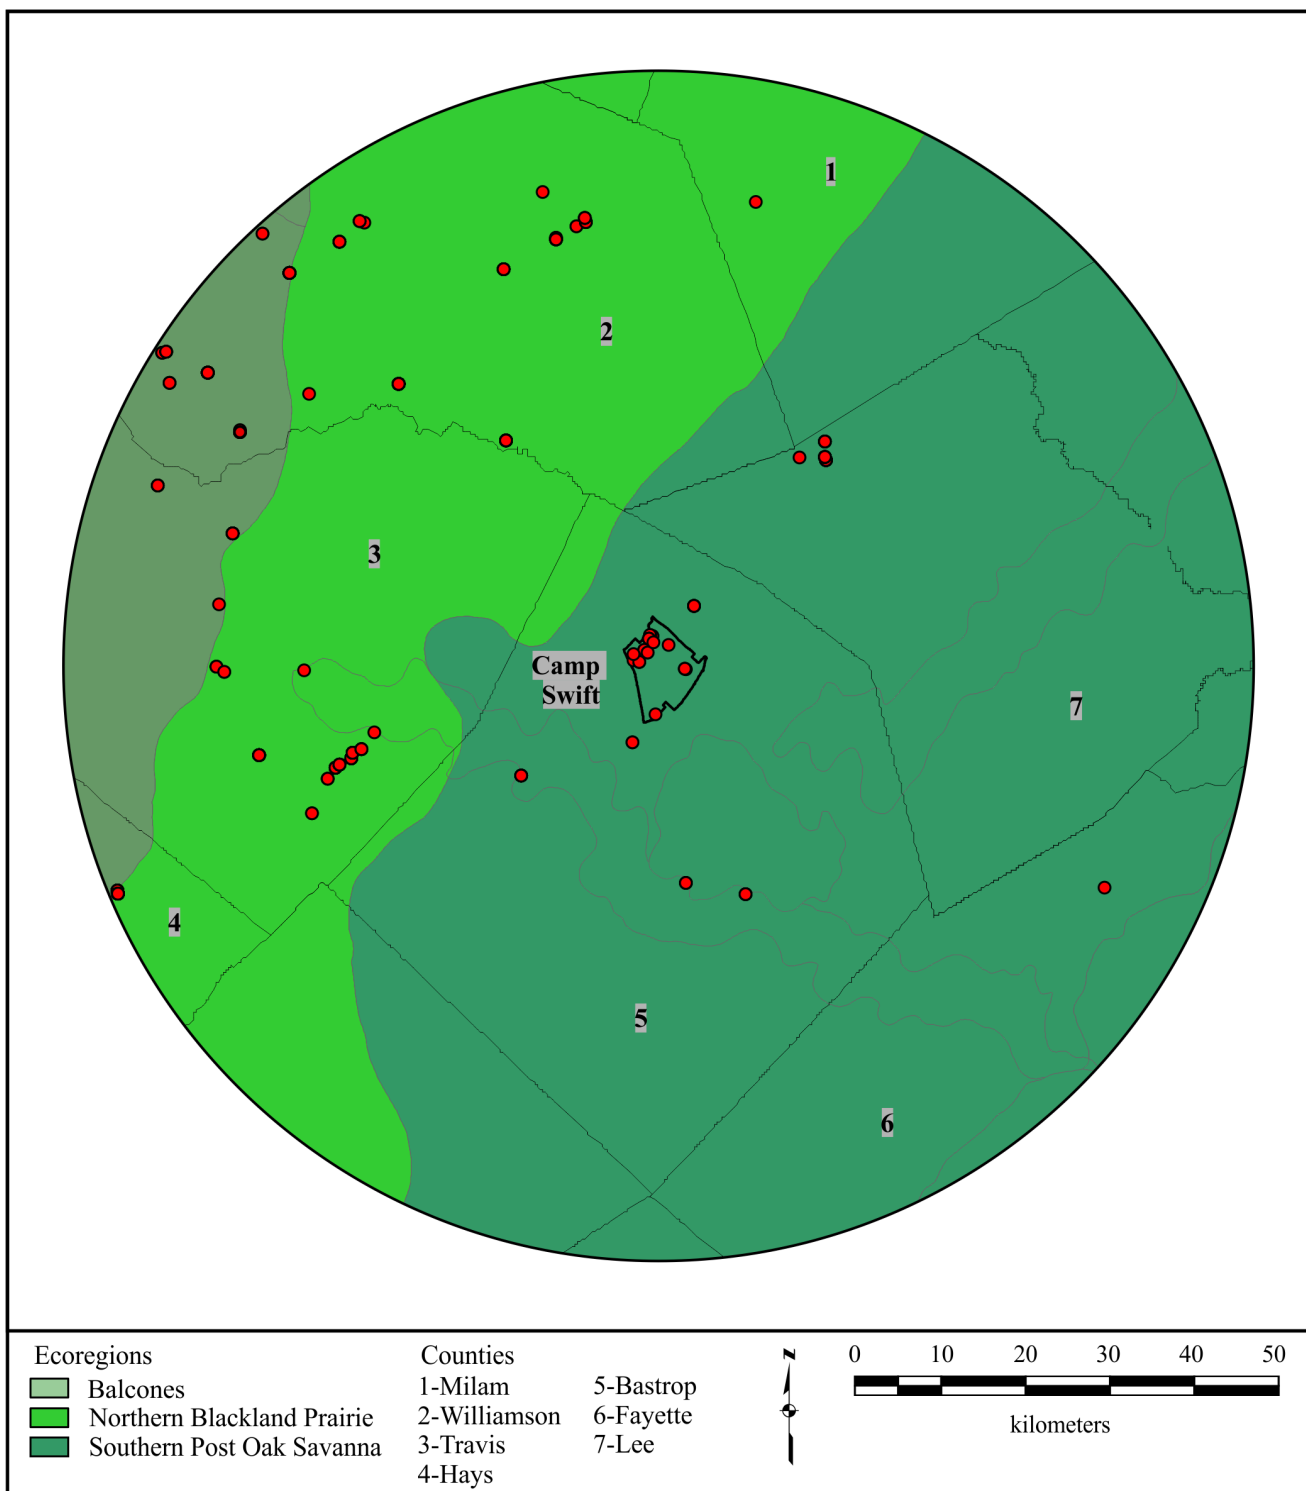 1
2
3
Camp
Swift
7
4
5
6
Ecoregions
Balcones
Northern Blackland Prairie
Southern Post Oak Savanna
Counties
1-Milam
2-Williamson
3-Travis
4-Hays
5-Bastrop
6-Fayette
7-Lee
N
0 10 20 30 40 50
kilometers